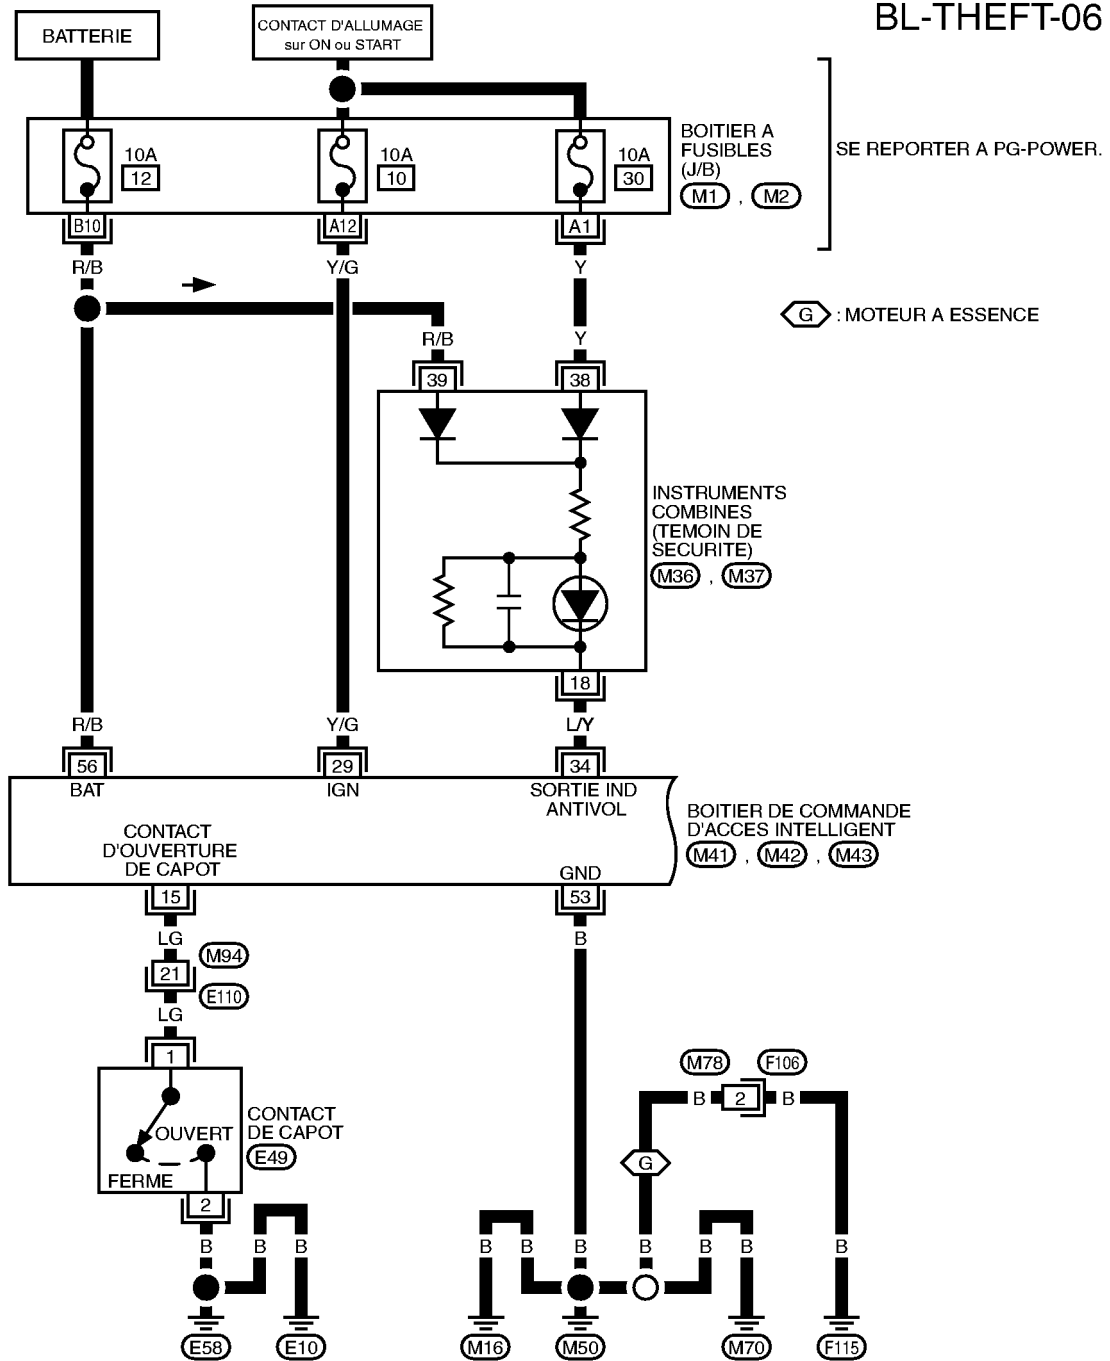 BL-THEFT-06
BATTERIE
CONTACT D'ALLUMAGE
sur ON ou START
10A
12
10A
10
10A
30
BOITIER A
FUSIBLES
(J/B)
M1 , M2
SE REPORTER A PG-POWER.
B10
A12
A1
R/B
Y/G
Y
G : MOTEUR A ESSENCE
R/B
Y
39
38
INSTRUMENTS
COMBINES
(TEMOIN DE
SECURITE)
M36 , M37
18
R/B
Y/G
L/Y
56
29
34
BAT
IGN
SORTIE IND
ANTIVOL
BOITIER DE COMMANDE
D'ACCES INTELLIGENT
M41 , M42 , M43
CONTACT
D'OUVERTURE
DE CAPOT
GND
15
53
LG
B
M94
21
E110
LG
1
CONTACT
DE CAPOT
E49
OUVERT
FERME
2
M78
F106
B
2
B
G
B
B
B
B
B
B
B
B
B
B
E58
E10
M16
M50
M70
F115